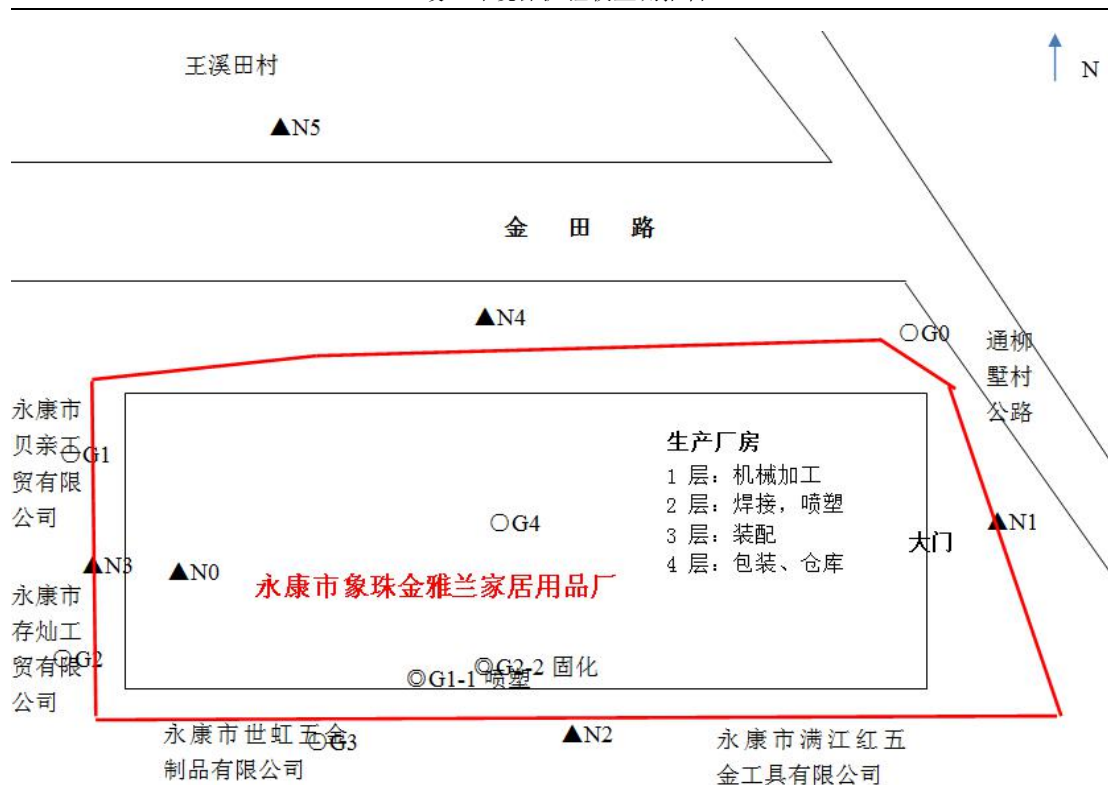 王溪田村
N
▲N5
金 田 路
▲N4
○G0
通柳
墅村
公路
永康市
贝亲工
贸有限
公司
○G1
生产厂房
1 层：机械加工
2 层：焊接，喷塑
3 层：装配
4 层：包装、仓库
○G4
▲N1
大门
▲N3
▲N0
永康市象珠金雅兰家居用品厂
永康市
存灿工
贸有限
公司
○G2
◎G2-2 固化
◎G1-1 喷塑
永康市世虹五金
制品有限公司
○G3
▲N2
永康市满江红五
金工具有限公司